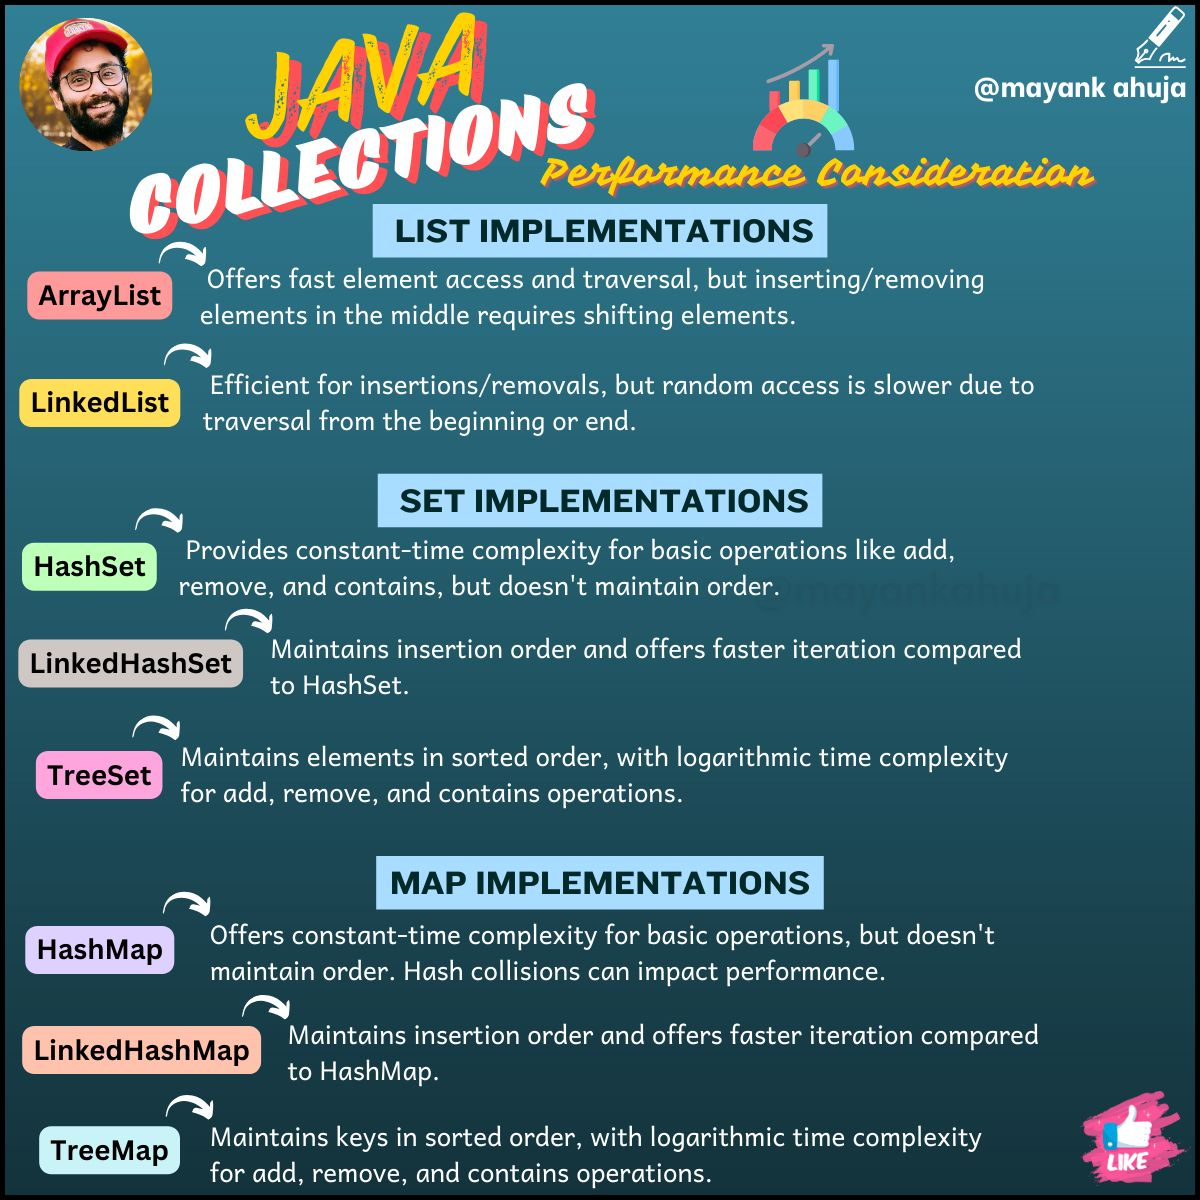 JAVA
COLLECTIONS
@mayank ahuja
Performance Consideration
LIST IMPLEMENTATIONS
ArrayList
Offers fast element access and traversal, but inserting/removing
elements in the middle requires shifting elements.
LinkedList
Efficient for insertions/removals, but random access is slower due to
traversal from the beginning or end.
SET IMPLEMENTATIONS
HashSet
Provides constant-time complexity for basic operations like add,
remove, and contains, but doesn't maintain order.
@mayankahuja
LinkedHashSet
Maintains insertion order and offers faster iteration compared
to HashSet.
TreeSet
Maintains elements in sorted order, with logarithmic time complexity
for add, remove, and contains operations.
MAP IMPLEMENTATIONS
HashMap
Offers constant-time complexity for basic operations, but doesn't
maintain order. Hash collisions can impact performance.
LinkedHashMap
Maintains insertion order and offers faster iteration compared
to HashMap.
TreeMap
Maintains keys in sorted order, with logarithmic time complexity
for add, remove, and contains operations.
LIKE